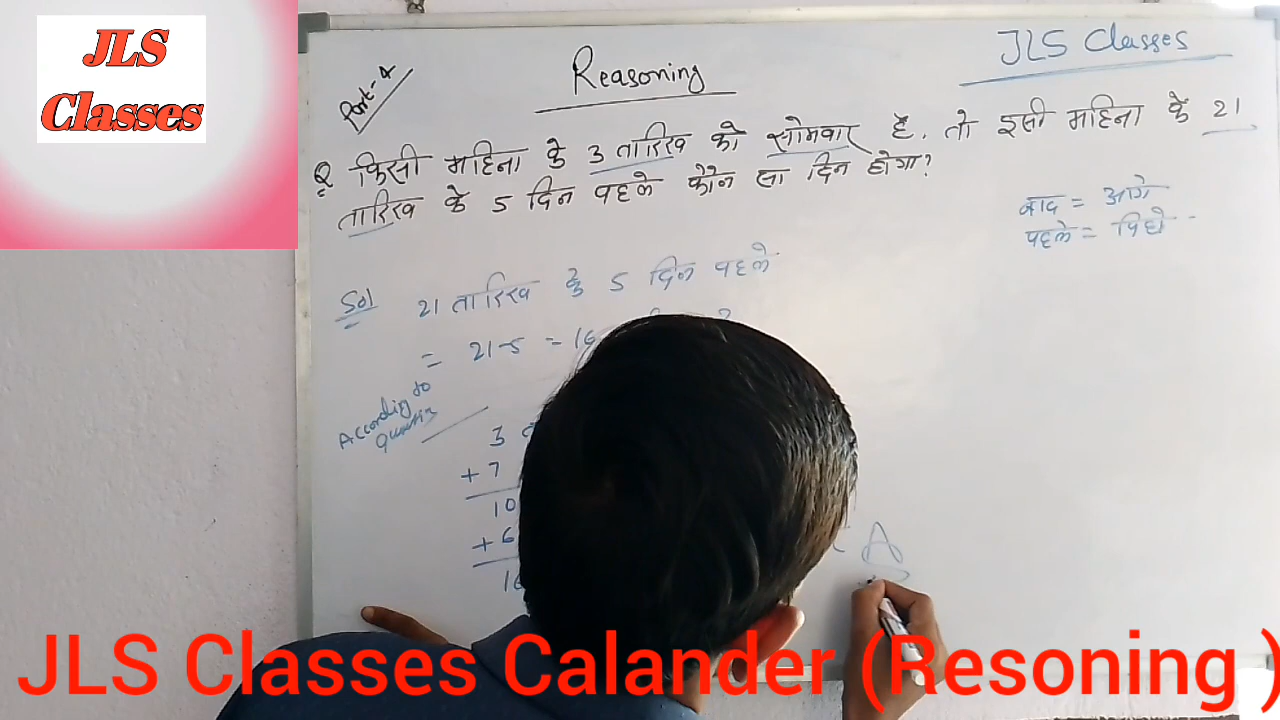 JLS
Classes
Part-4
Reasoning
JLS Classes
Q किसी महिना के 3 तारिख को सोमवार है, तो इसी महिना के 21
तारिख के 5 दिन पहले कौन सा दिन होगा?
बाद = आगे
पहले = पिछे
Sol 21 तारिख के 5 दिन पहले
= 21-5 = 16
According to
3
+ 7
10
+ 6
16
A
JLS Classes Calander (Resoning )